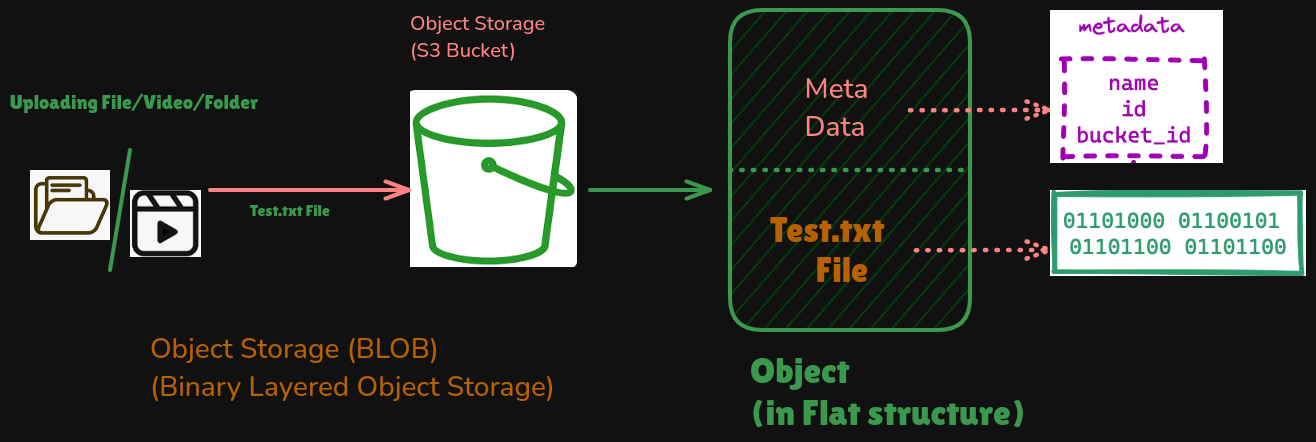 Object Storage
(S3 Bucket)
Uploading File/Video/Folder
Test.txt File
Meta
Data
Test.txt
File
metadata
name
id
bucket_id
01101000 01100101
01101100 01101100
Object Storage (BLOB)
(Binary Layered Object Storage)
Object
(in Flat structure)